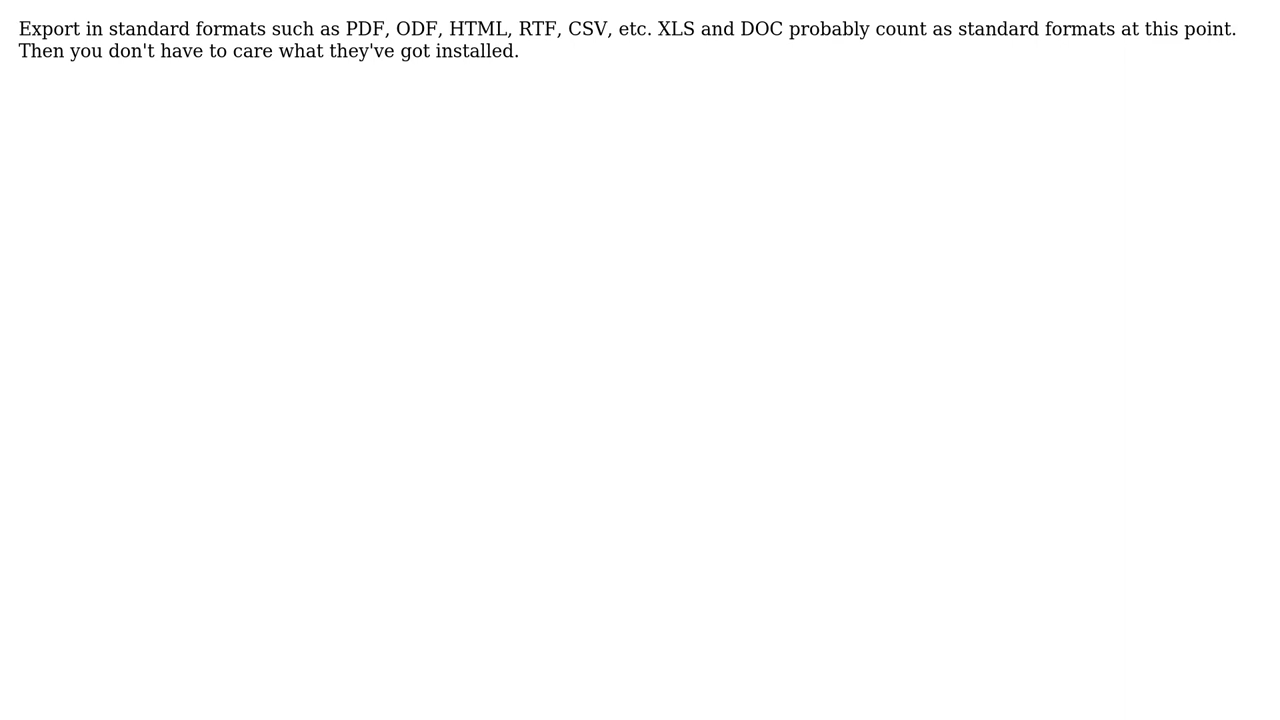 Export in standard formats such as PDF, ODF, HTML, RTF, CSV, etc. XLS and DOC probably count as standard formats at this point.
Then you don't have to care what they've got installed.